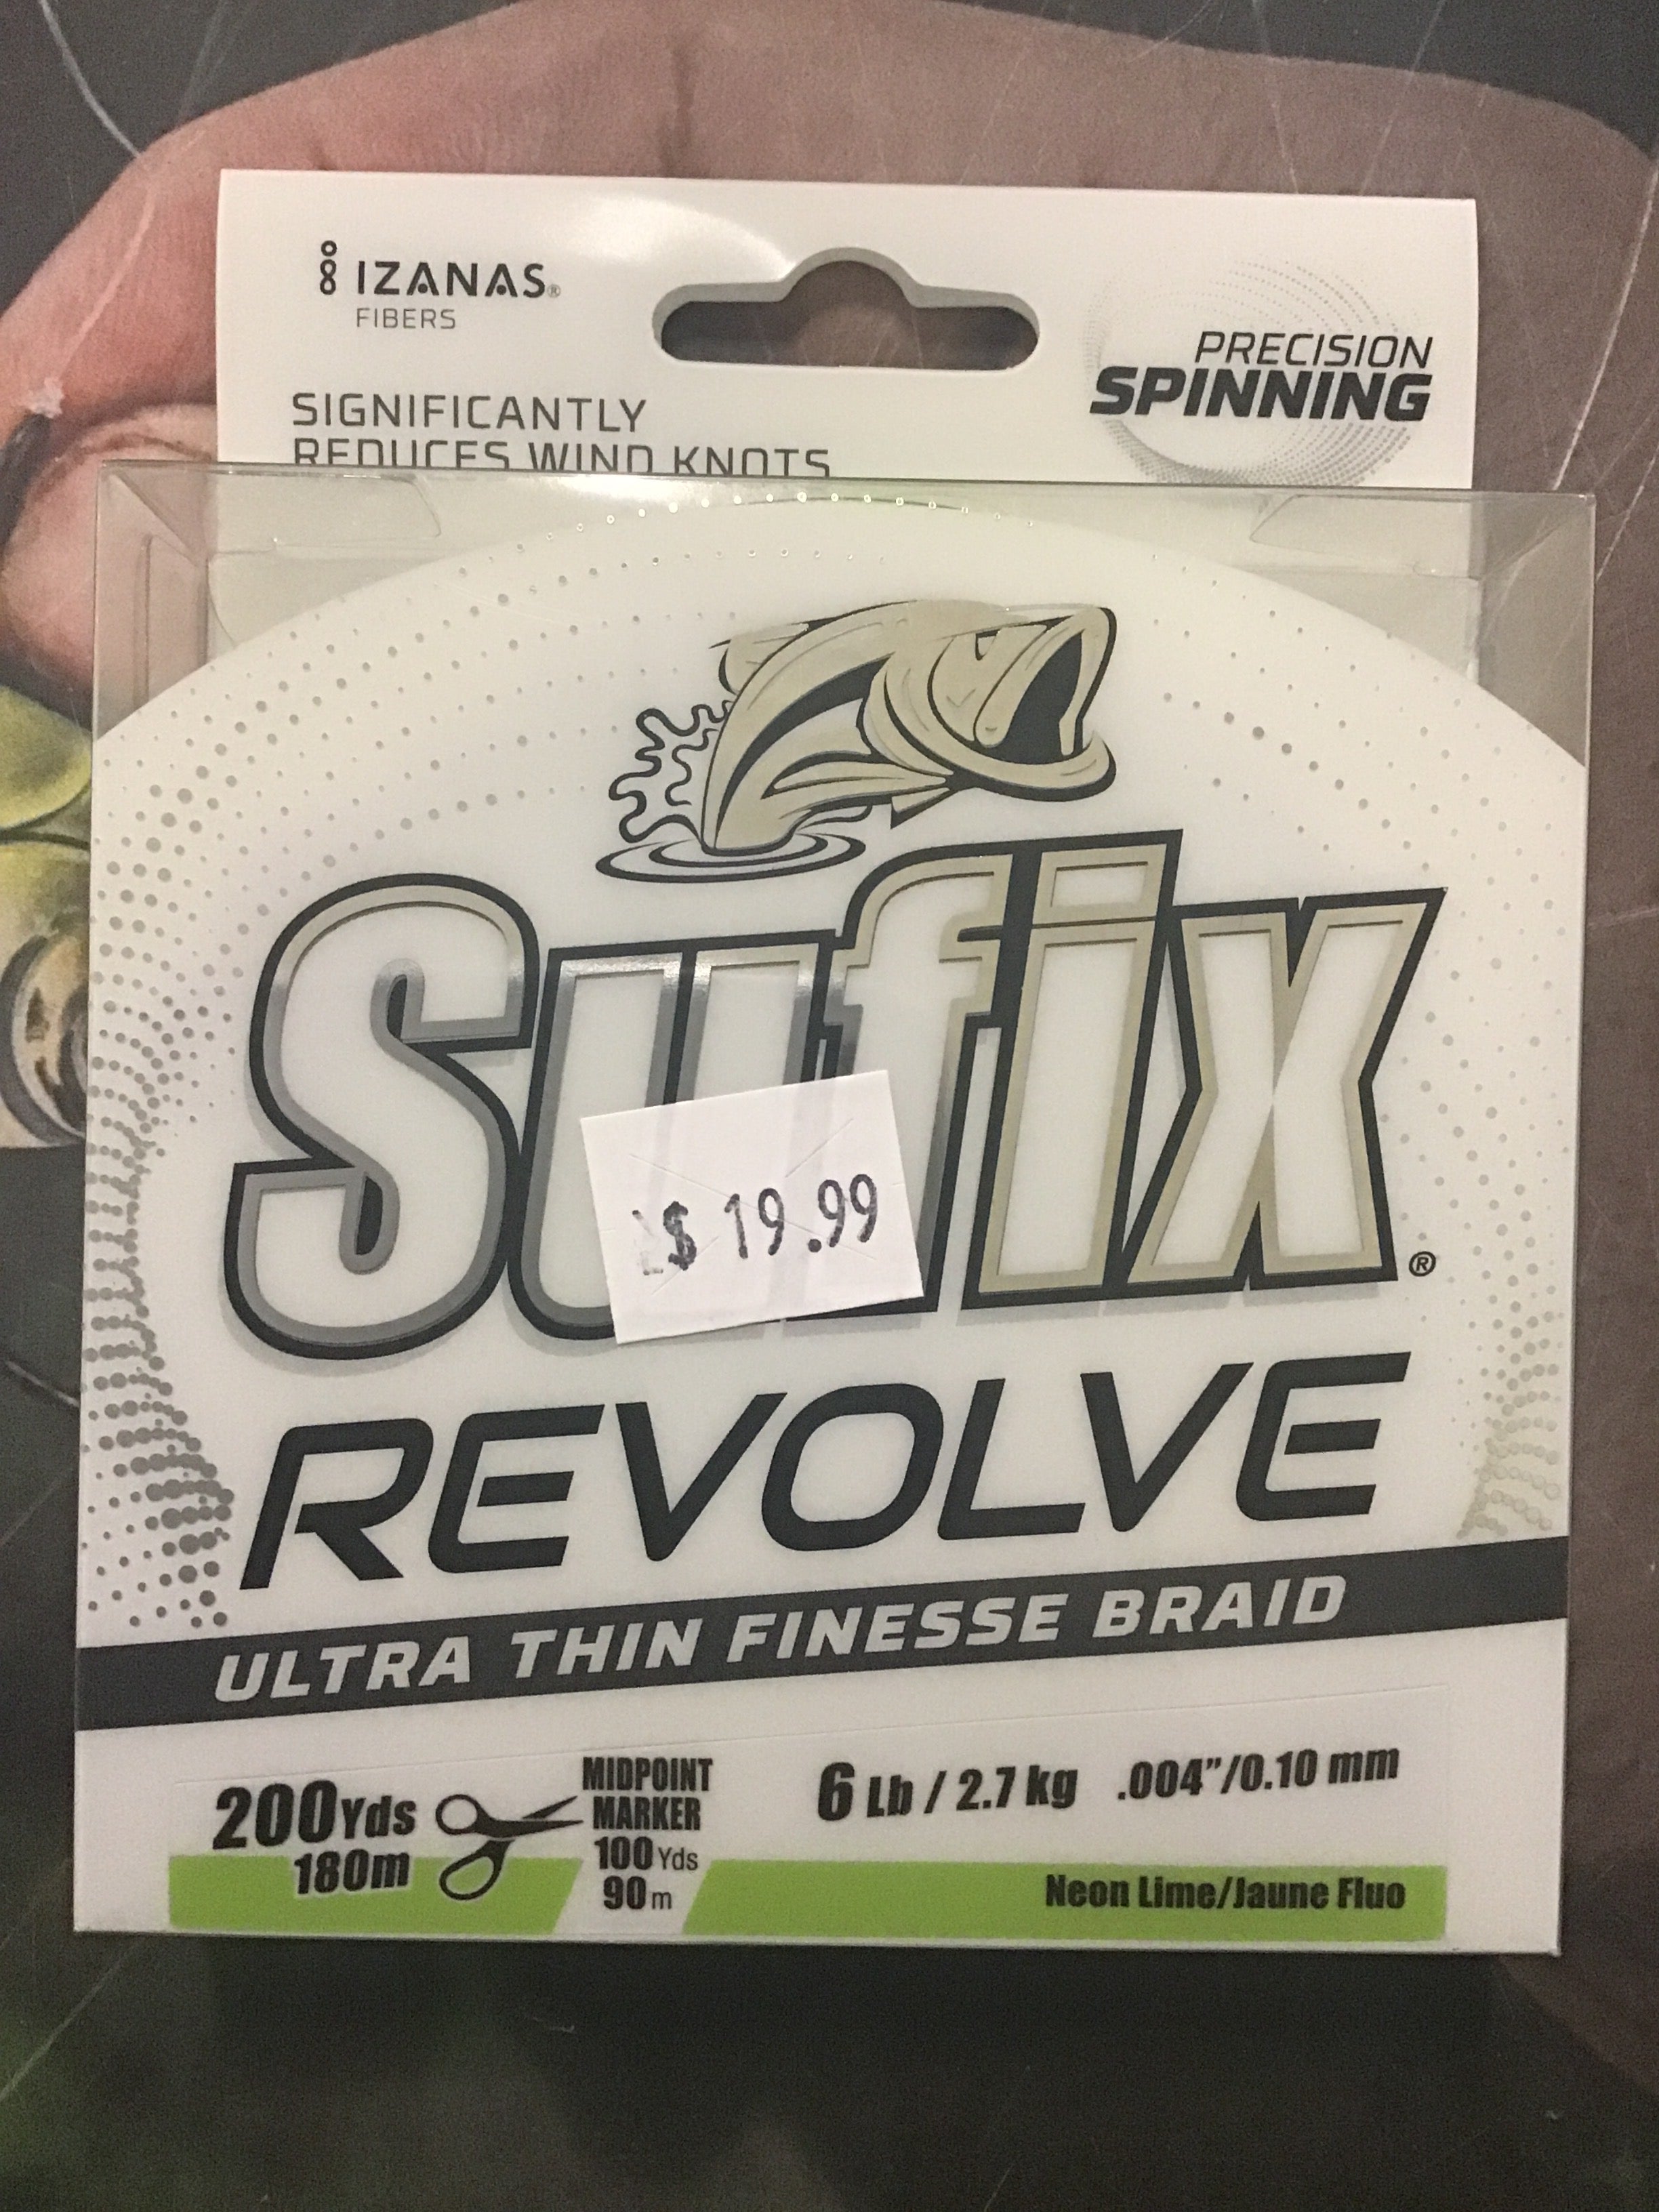 IZANAS®
FIBERS
SIGNIFICANTLY
REDUCES WIND KNOTS
PRECISION
SPINNING
Sufix®
$ 19.99
REVOLVE
ULTRA THIN FINESSE BRAID
200Yds
180m
MIDPOINT
MARKER
100 Yds
90 m
6 Lb / 2.7 kg .004"/0.10 mm
Neon Lime/Jaune Fluo